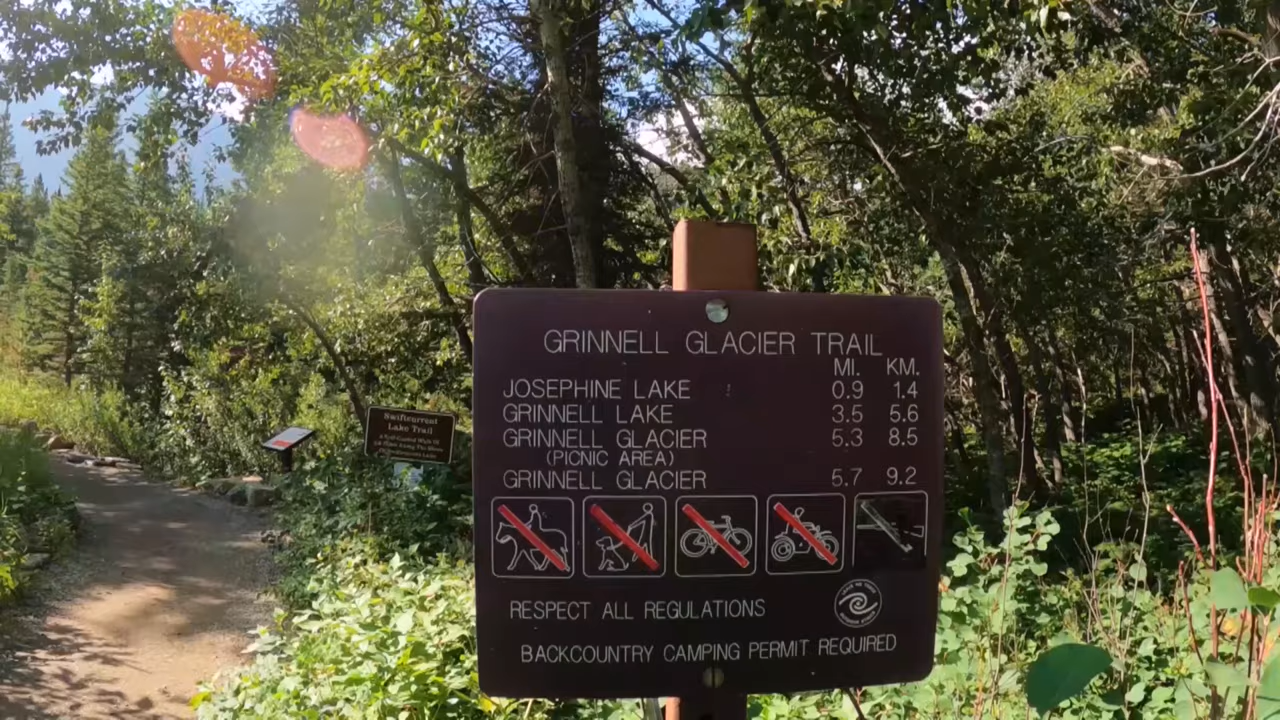 GRINNELL GLACIER TRAIL
MI. KM.
JOSEPHINE LAKE 0.9 1.4
GRINNELL LAKE 3.5 5.6
GRINNELL GLACIER 5.3 8.5
(PICNIC AREA)
GRINNELL GLACIER 5.7 9.2
RESPECT ALL REGULATIONS
BACKCOUNTRY CAMPING PERMIT REQUIRED
Swiftcurrent
Lake Trail